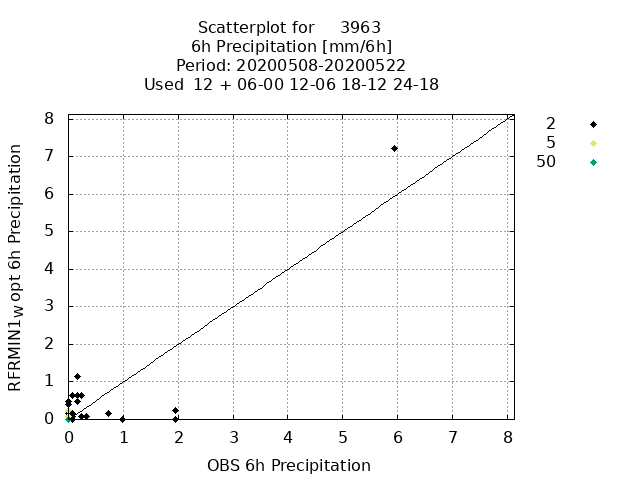 Scatterplot for 3963
6h Precipitation [mm/6h]
Period: 20200508-20200522
Used 12 + 06-00 12-06 18-12 24-18
8
7
6
5
4
3
2
1
0
0 1 2 3 4 5 6 7 8
RFRMIN1w opt 6h Precipitation
OBS 6h Precipitation
2
5
50